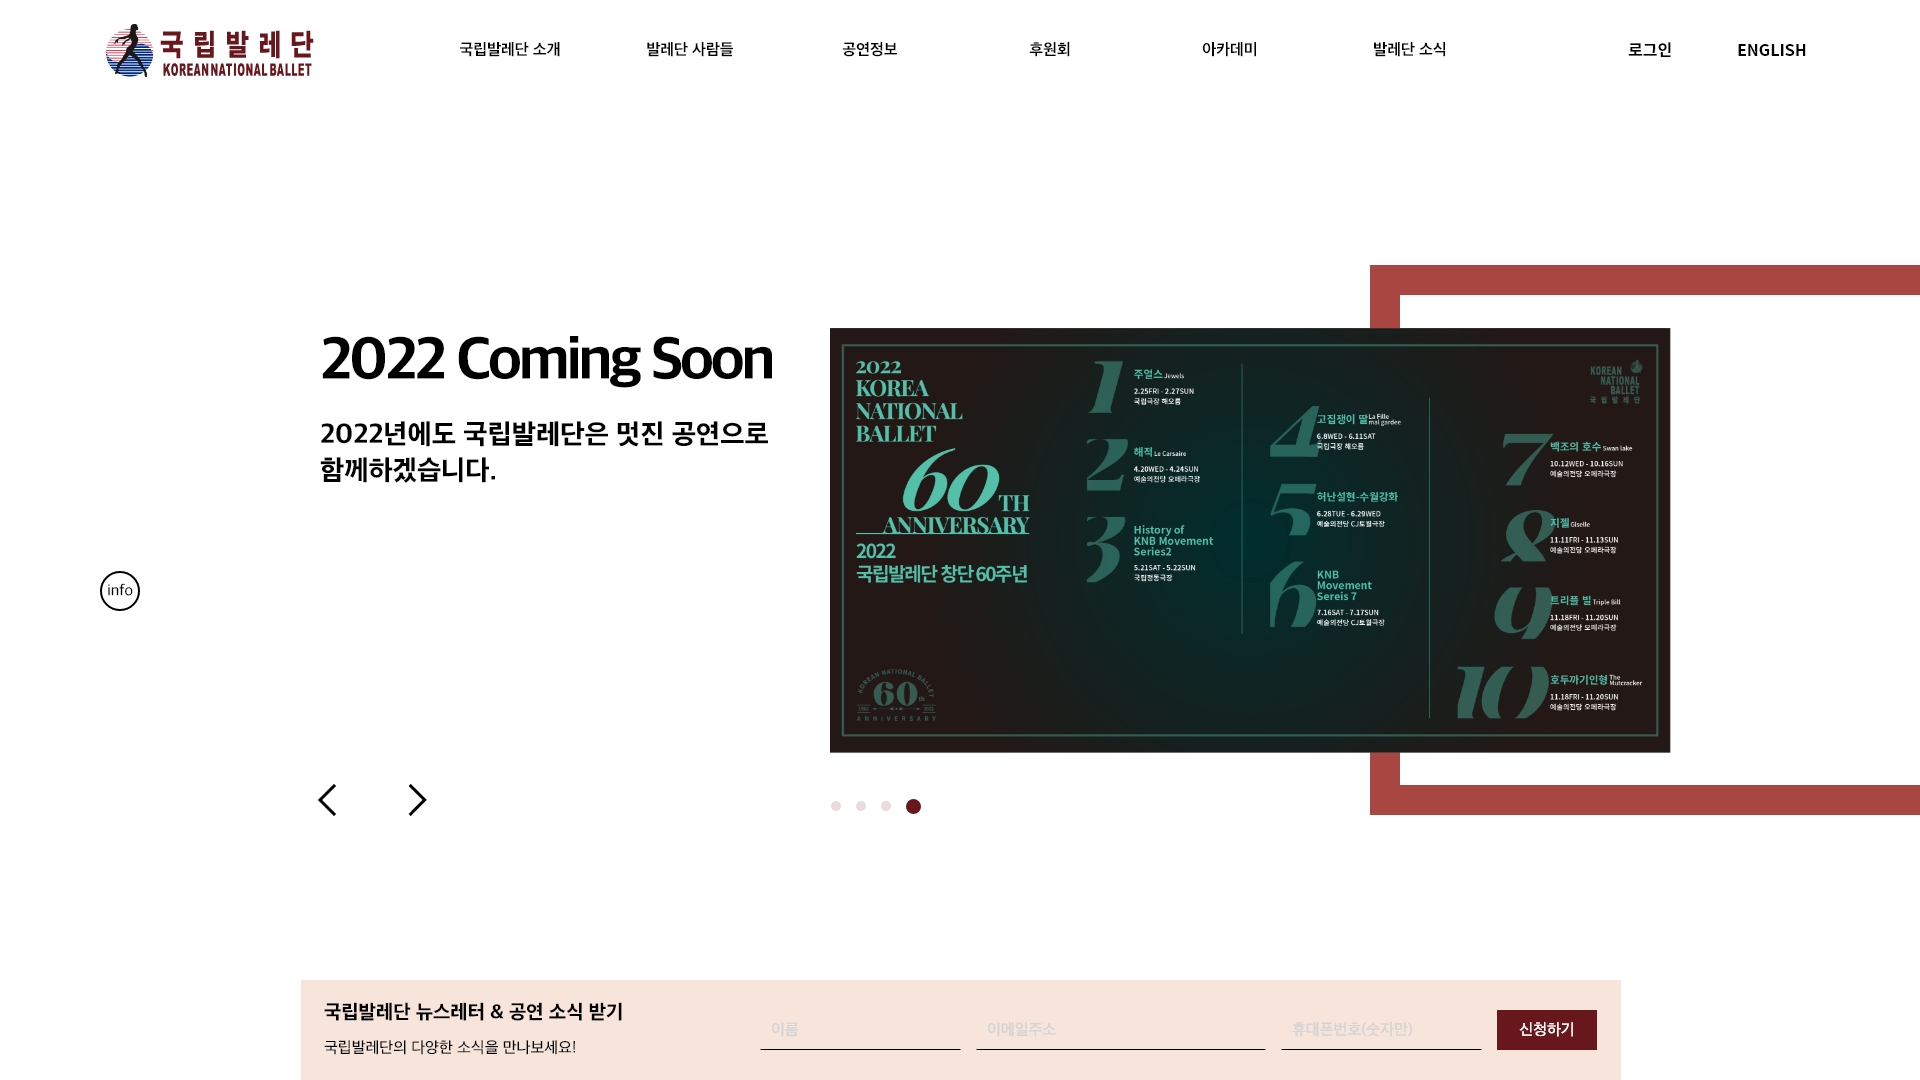 국립발레단
KOREAN NATIONAL BALLET
국립발레단 소개
발레단 사람들
공연정보
후원회
아카데미
발레단 소식
로그인
ENGLISH
2022 Coming Soon
2022년에도 국립발레단은 멋진 공연으로
함께하겠습니다.
info
2022
KOREA
NATIONAL
BALLET
60TH
ANNIVERSARY
2022
국립발레단 창단 60주년
KOREAN NATIONAL BALLET
60th
ANNIVERSARY
1
주얼스 Jewels
2.25FRI - 2.27SUN
국립극장 해오름
2
해적 Le Carsaire
4.20WED - 4.24SUN
예술의전당 오페라극장
3
History of
KNB Movement
Series2
5.21SAT - 5.22SUN
국립정동극장
4
고집쟁이 딸 La Fille
mal gardee
6.8WED - 6.11SAT
국립극장 해오름
5
허난설헌-수월강화
6.28TUE - 6.29WED
예술의전당 CJ토월극장
6
KNB
Movement
Sereis 7
7.16SAT - 7.17SUN
예술의전당 CJ토월극장
KOREAN
NATIONAL
BALLET
국립발레단
7
백조의 호수 Swan lake
10.12WED - 10.16SUN
예술의전당 오페라극장
8
지젤 Giselle
11.11FRI - 11.13SUN
예술의전당 오페라극장
9
트리플 빌 Triple Bill
11.18FRI - 11.20SUN
예술의전당 오페라극장
10
호두까기인형 The
Mutcracker
11.18FRI - 11.20SUN
예술의전당 오페라극장
국립발레단 뉴스레터 & 공연 소식 받기
국립발레단의 다양한 소식을 만나보세요!
이름
이메일주소
휴대폰번호(숫자만)
신청하기